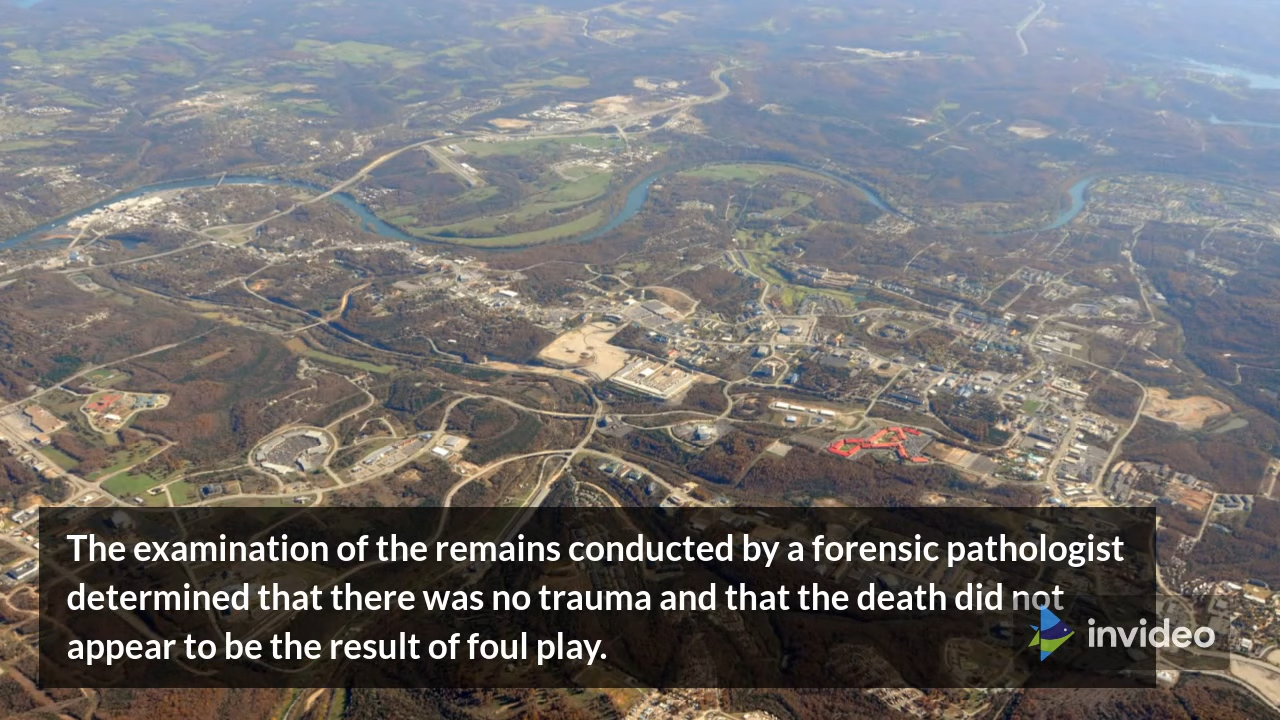 The examination of the remains conducted by a forensic pathologist
determined that there was no trauma and that the death did not
appear to be the result of foul play.
invideo